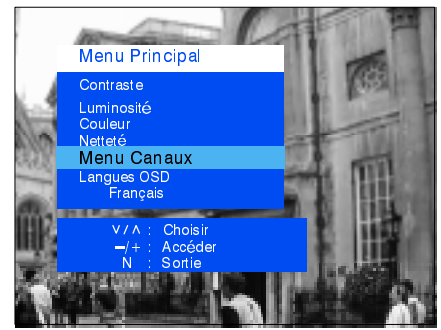 Menu Principal
Contraste
Luminosité
Couleur
Netteté
Menu Canaux
Langues OSD
Français
∨/∧ : Choisir
−/+ : Accéder
N : Sortie